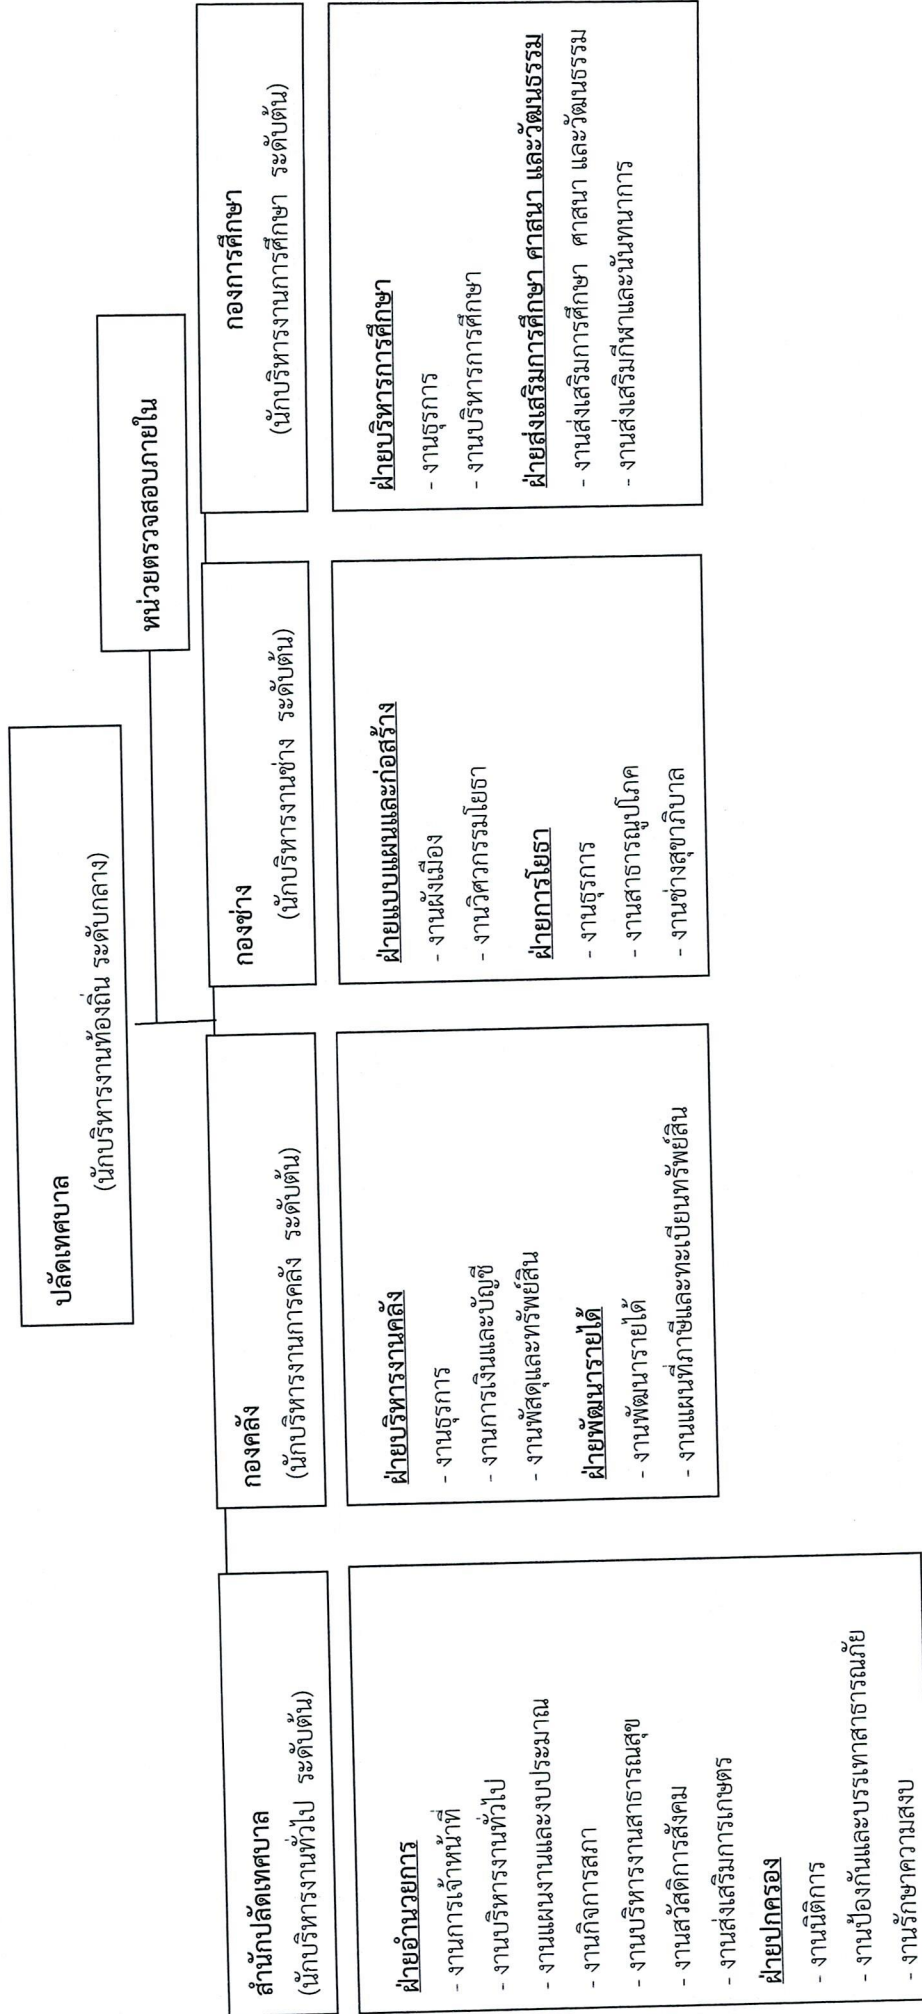 ปลัดเทศบาล
(นักบริหารงานท้องถิ่น ระดับกลาง)
หน่วยตรวจสอบภายใน
สำนักปลัดเทศบาล
(นักบริหารงานทั่วไป ระดับต้น)
ฝ่ายอำนวยการ
- งานการเจ้าหน้าที่
- งานบริหารงานทั่วไป
- งานแผนงานและงบประมาณ
- งานกิจการสภา
- งานบริหารงานสาธารณสุข
- งานสวัสดิการสังคม
- งานส่งเสริมการเกษตร
ฝ่ายปกครอง
- งานนิติการ
- งานป้องกันและบรรเทาสาธารณภัย
- งานรักษาความสงบ
กองคลัง
(นักบริหารงานการคลัง ระดับต้น)
ฝ่ายบริหารงานคลัง
- งานธุรการ
- งานการเงินและบัญชี
- งานพัสดุและทรัพย์สิน
ฝ่ายพัฒนารายได้
- งานพัฒนารายได้
- งานแผนที่ภาษีและทะเบียนทรัพย์สิน
กองช่าง
(นักบริหารงานช่าง ระดับต้น)
ฝ่ายแบบแผนและก่อสร้าง
- งานผังเมือง
- งานวิศวกรรมโยธา
ฝ่ายการโยธา
- งานธุรการ
- งานสาธารณูปโภค
- งานช่างสุขาภิบาล
กองการศึกษา
(นักบริหารงานการศึกษา ระดับต้น)
ฝ่ายบริหารการศึกษา
- งานธุรการ
- งานบริหารการศึกษา
ฝ่ายส่งเสริมการศึกษา ศาสนา และวัฒนธรรม
- งานส่งเสริมการศึกษา ศาสนา และวัฒนธรรม
- งานส่งเสริมกีฬาและนันทนาการ